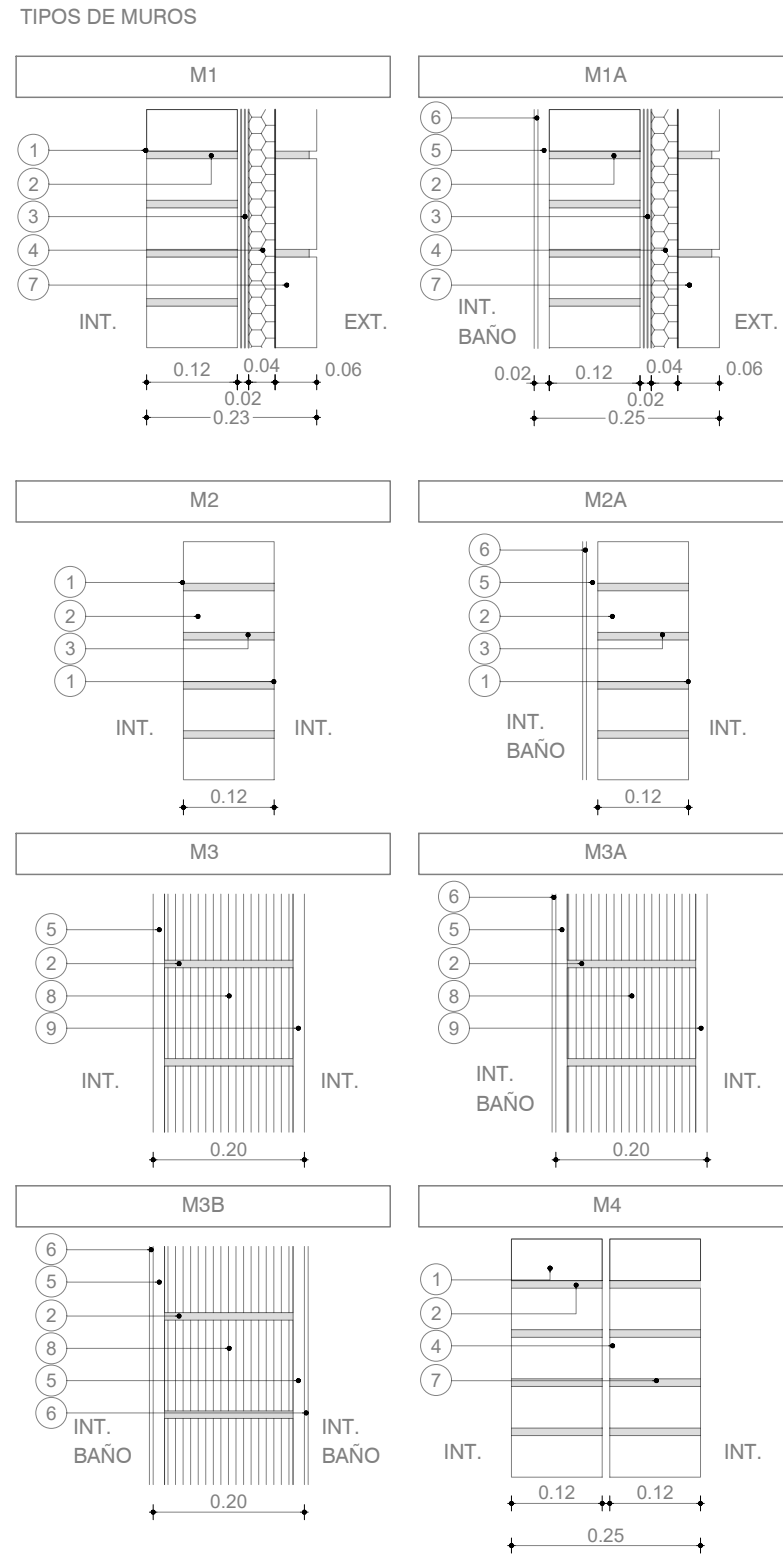 TIPOS DE MUROS
M1
1
2
3
4
7
INT.
EXT.
0.12
0.04
0.06
0.02
0.23
M1A
6
5
2
3
4
7
INT.
BAÑO
EXT.
0.02
0.12
0.04
0.06
0.02
0.25
M2
1
2
3
1
INT.
INT.
0.12
M2A
6
5
2
3
1
INT.
BAÑO
INT.
0.12
M3
5
2
8
9
INT.
INT.
0.20
M3A
6
5
2
8
9
INT.
BAÑO
INT.
0.20
M3B
6
5
2
8
5
6
INT.
BAÑO
INT.
BAÑO
0.20
M4
1
2
4
7
INT.
INT.
0.12
0.12
0.25